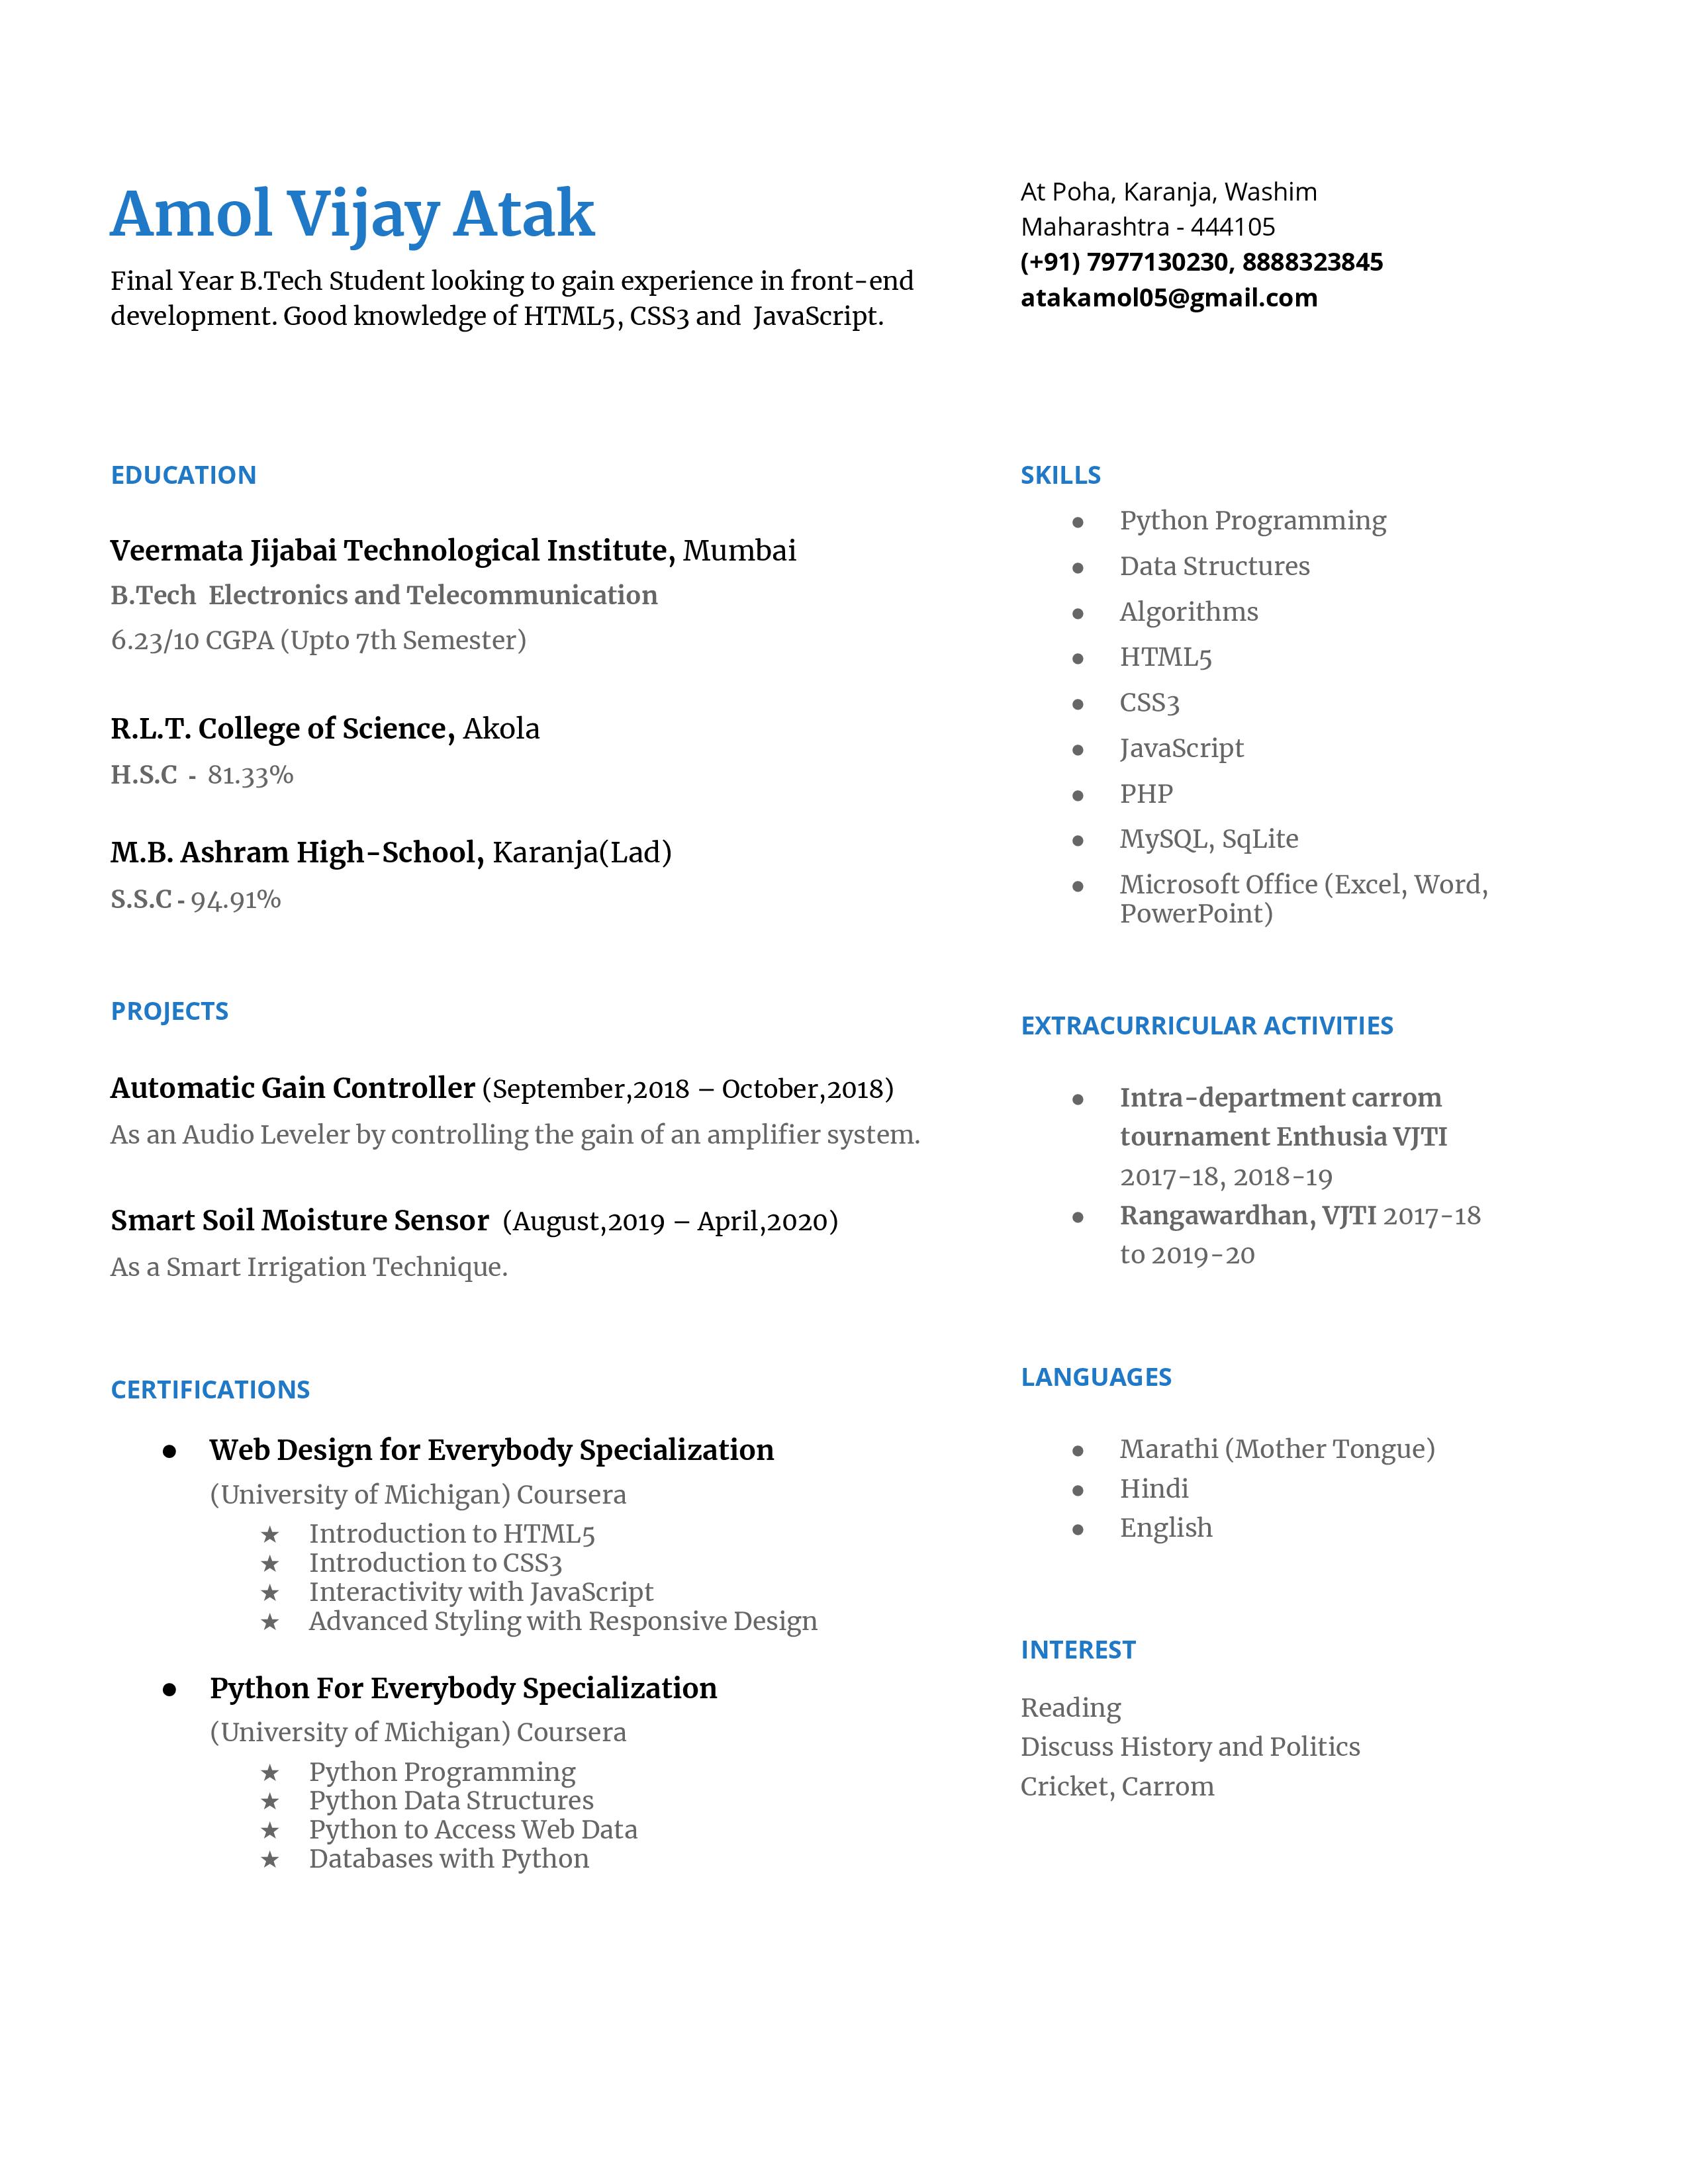 Amol Vijay Atak
Final Year B.Tech Student looking to gain experience in front-end
development. Good knowledge of HTML5, CSS3 and JavaScript.
At Poha, Karanja, Washim
Maharashtra - 444105
(+91) 7977130230, 8888323845
atakamol05@gmail.com
EDUCATION
Veermata Jijabai Technological Institute, Mumbai
B.Tech Electronics and Telecommunication
6.23/10 CGPA (Upto 7th Semester)
R.L.T. College of Science, Akola
H.S.C - 81.33%
M.B. Ashram High-School, Karanja(Lad)
S.S.C - 94.91%
PROJECTS
Automatic Gain Controller (September,2018 – October,2018)
As an Audio Leveler by controlling the gain of an amplifier system.
Smart Soil Moisture Sensor (August,2019 – April,2020)
As a Smart Irrigation Technique.
CERTIFICATIONS
● Web Design for Everybody Specialization
(University of Michigan) Coursera
★ Introduction to HTML5
★ Introduction to CSS3
★ Interactivity with JavaScript
★ Advanced Styling with Responsive Design
● Python For Everybody Specialization
(University of Michigan) Coursera
★ Python Programming
★ Python Data Structures
★ Python to Access Web Data
★ Databases with Python
SKILLS
● Python Programming
● Data Structures
● Algorithms
● HTML5
● CSS3
● JavaScript
● PHP
● MySQL, SqLite
● Microsoft Office (Excel, Word,
PowerPoint)
EXTRACURRICULAR ACTIVITIES
● Intra-department carrom
tournament Enthusia VJTI
2017-18, 2018-19
● Rangawardhan, VJTI 2017-18
to 2019-20
LANGUAGES
● Marathi (Mother Tongue)
● Hindi
● English
INTEREST
Reading
Discuss History and Politics
Cricket, Carrom